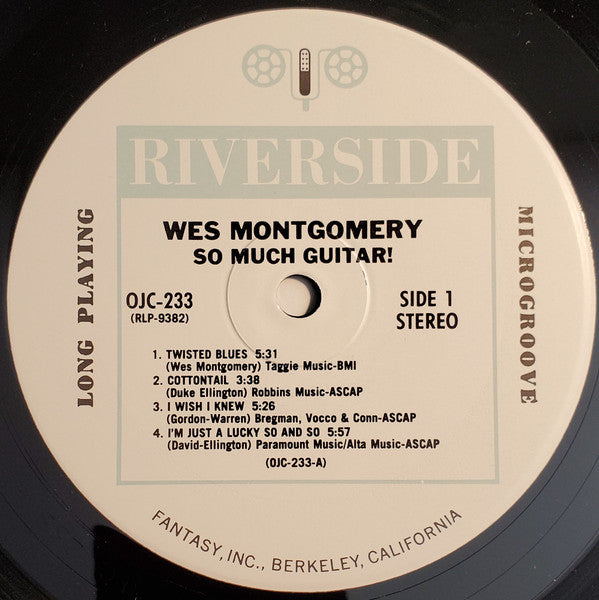 RIVERSIDE
WES MONTGOMERY
SO MUCH GUITAR!
LONG PLAYING
MICROGROOVE
OJC-233
(RLP-9382)
SIDE 1
STEREO
1. TWISTED BLUES 5:31
(Wes Montgomery) Taggie Music-BMI
2. COTTONTAIL 3:38
(Duke Ellington) Robbins Music-ASCAP
3. I WISH I KNEW 5:26
(Gordon-Warren) Bregman, Vocco & Conn-ASCAP
4. I'M JUST A LUCKY SO AND SO 5:57
(David-Ellington) Paramount Music/Alta Music-ASCAP
(OJC-233-A)
FANTASY, INC., BERKELEY, CALIFORNIA